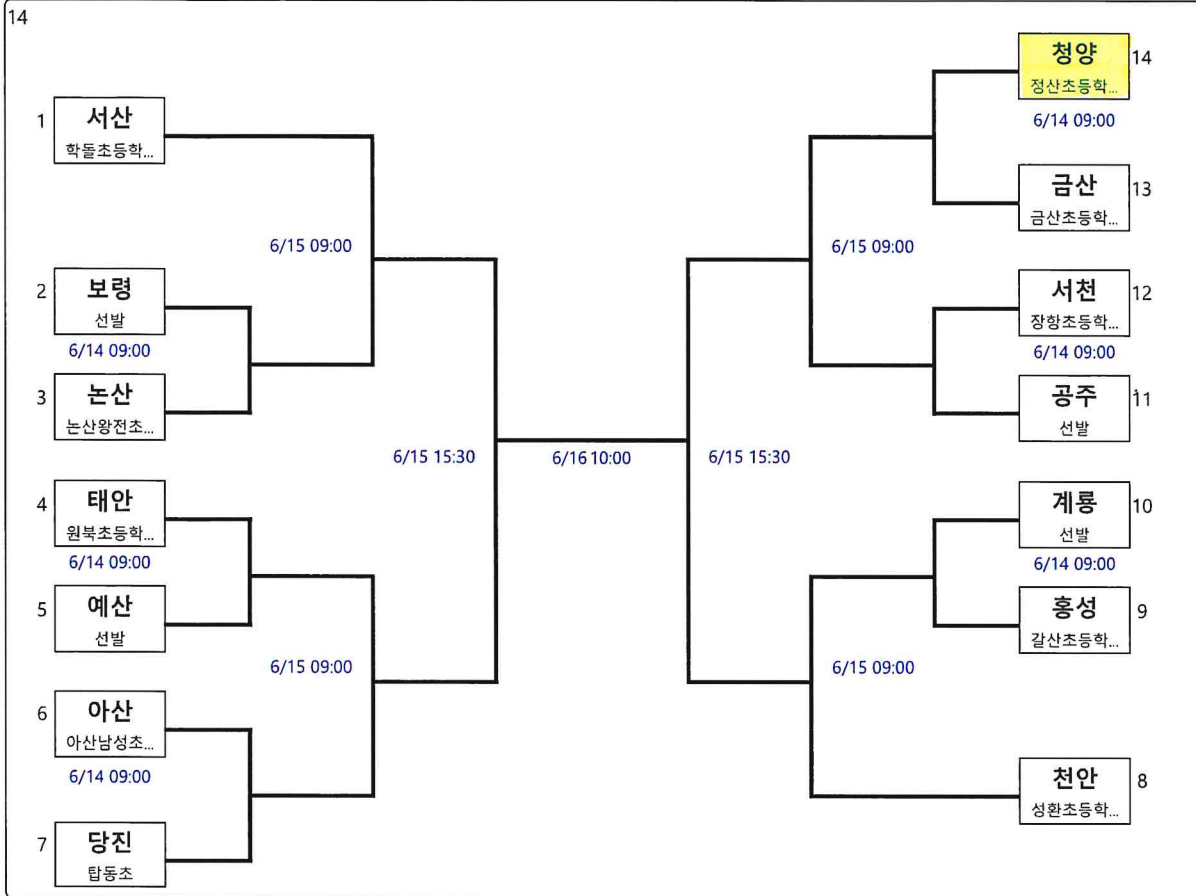 14
1
서산
학돌초등학...
6/15 09:00
2
보령
선발
6/14 09:00
3
논산
논산왕전초...
6/15 15:30
4
태안
원북초등학...
6/14 09:00
5
예산
선발
6/15 09:00
6
아산
아산남성초...
6/14 09:00
7
당진
탑동초
6/16 10:00
청양
14
정산초등학...
6/14 09:00
금산
13
금산초등학...
6/15 09:00
서천
12
장항초등학...
6/14 09:00
공주
11
선발
6/15 15:30
계룡
10
선발
6/14 09:00
홍성
9
갈산초등학...
6/15 09:00
천안
8
성환초등학...